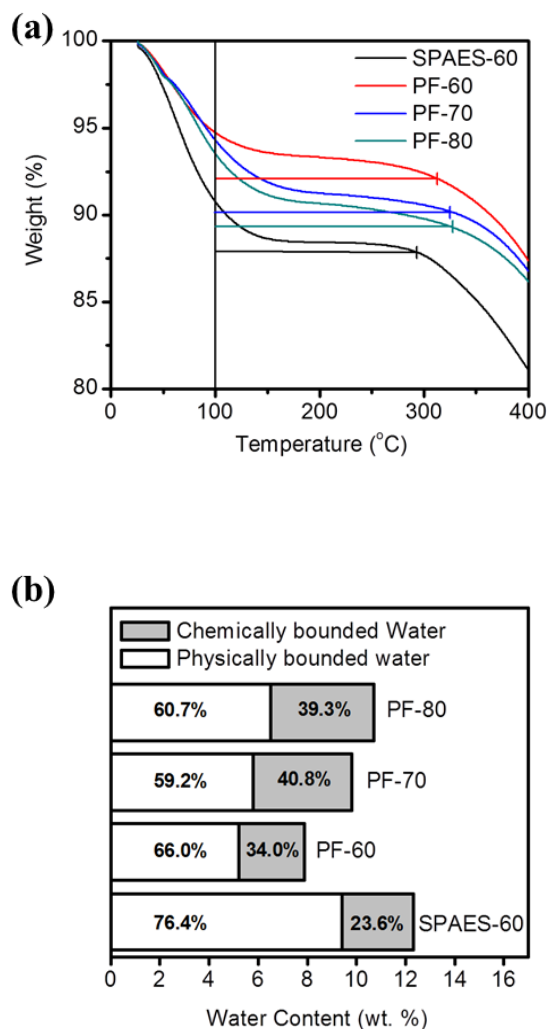 (a)
100
95
90
85
80
Weight (%)
SPAES-60
PF-60
PF-70
PF-80
0
100
200
300
400
Temperature (°C)
(b)
Chemically bounded Water
Physically bounded water
60.7%
39.3%
PF-80
59.2%
40.8%
PF-70
66.0%
34.0%
PF-60
76.4%
23.6%
SPAES-60
0
2
4
6
8
10
12
14
16
Water Content (wt. %)